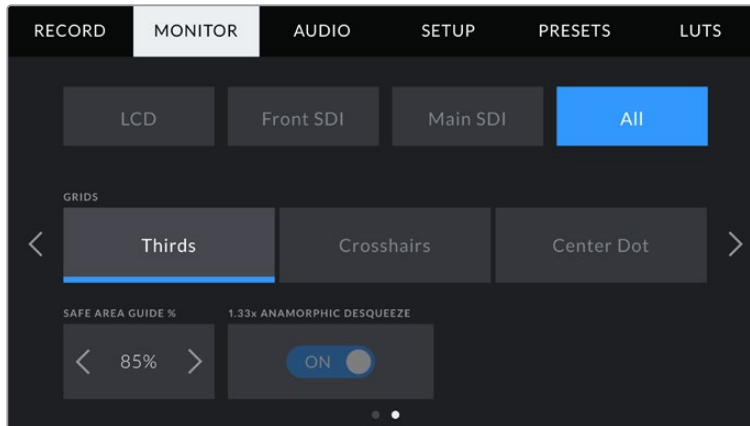 RECORD MONITOR AUDIO SETUP PRESETS LUTS
LCD Front SDI Main SDI All
GRIDS
Thirds Crosshairs Center Dot
SAFE AREA GUIDE % 1.33x ANAMORPHIC DESQUEEZE
85% ON